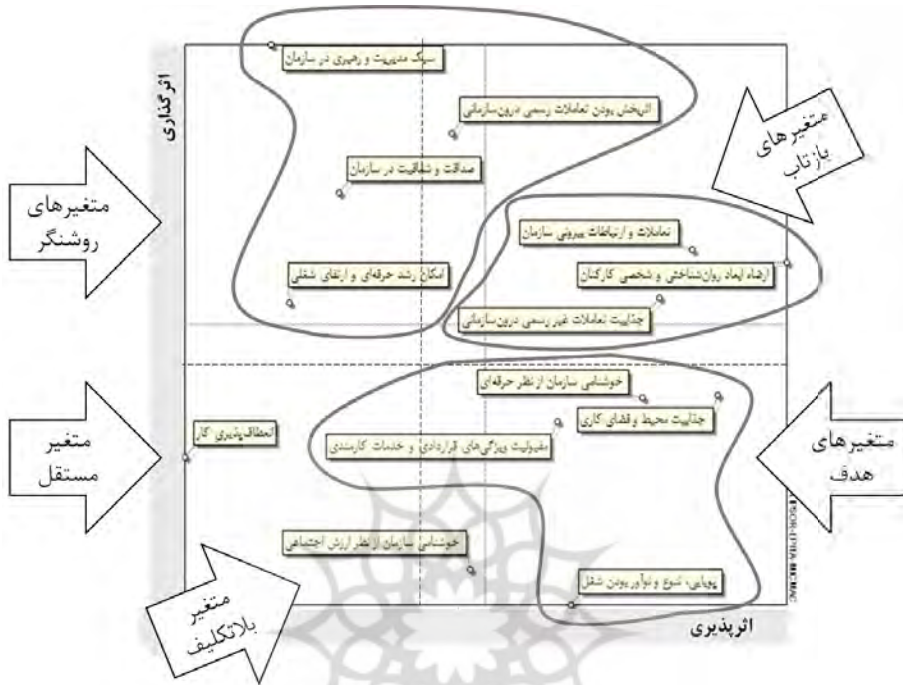 سبک مدیریت و رهبری در سازمان
اثرگذاری
اثربخش بودن تعاملات رسمی درون‌سازمانی
متغیرهای
بازتاب
صداقت و شفافیت در سازمان
متغیرهای
روشنگر
تعاملات و ارتباطات بیرونی سازمان
ارضاء ابعاد روان‌شناختی و شخصی کارکنان
امکان رشد حرفه‌ای و ارتقای شغلی
جذابیت تعاملات غیر رسمی درون‌سازمانی
خوشنامی سازمان از نظر حرفه‌ای
جذابیت محیط و فضای کاری
انعطاف‌پذیری کار
مقبولیت ویژگی‌های قراردادی و خدمات کارمندی
متغیر
مستقل
متغیرهای
هدف
خوشنامی سازمان از نظر ارزش اجتماعی
پویایی، تنوع و نوآور بودن شغل
متغیر
بلاتکلیف
اثرپذیری
LIPSOR-EPITA-MICMAC